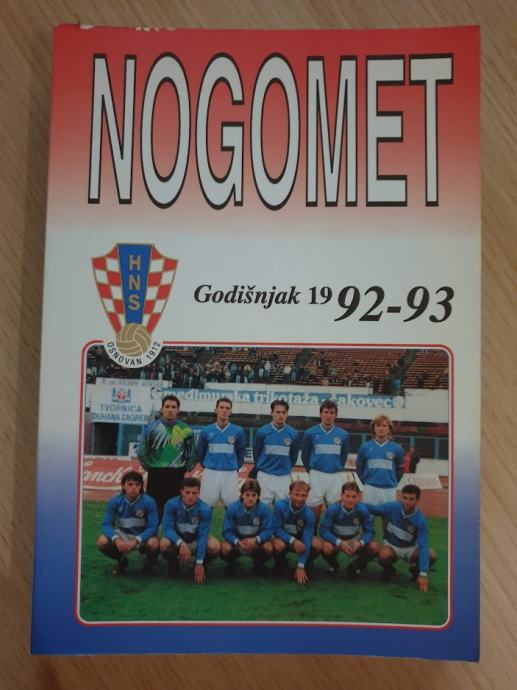 NOGOMET
HNS
OSNOVAN 1912
Godišnjak 1992-93
međimurska trikotaža čakovec
TVORNICA
DUHANA ZAGREB